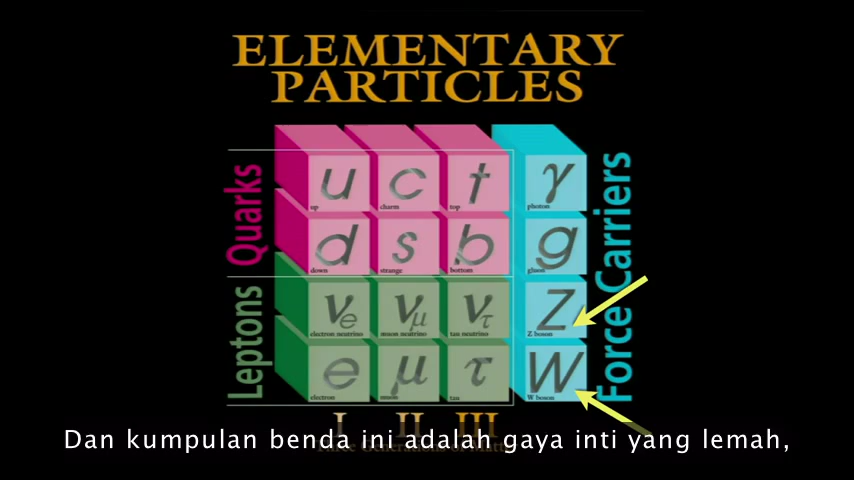 ELEMENTARY
PARTICLES
Quarks
Leptons
Force Carriers
u
up
c
charm
t
top
γ
photon
d
down
s
strange
b
bottom
g
gluon
νe
electron neutrino
νμ
muon neutrino
ντ
tau neutrino
Z
Z boson
e
electron
μ
muon
τ
tau
W
W boson
I II III
Dan kumpulan benda ini adalah gaya inti yang lemah,